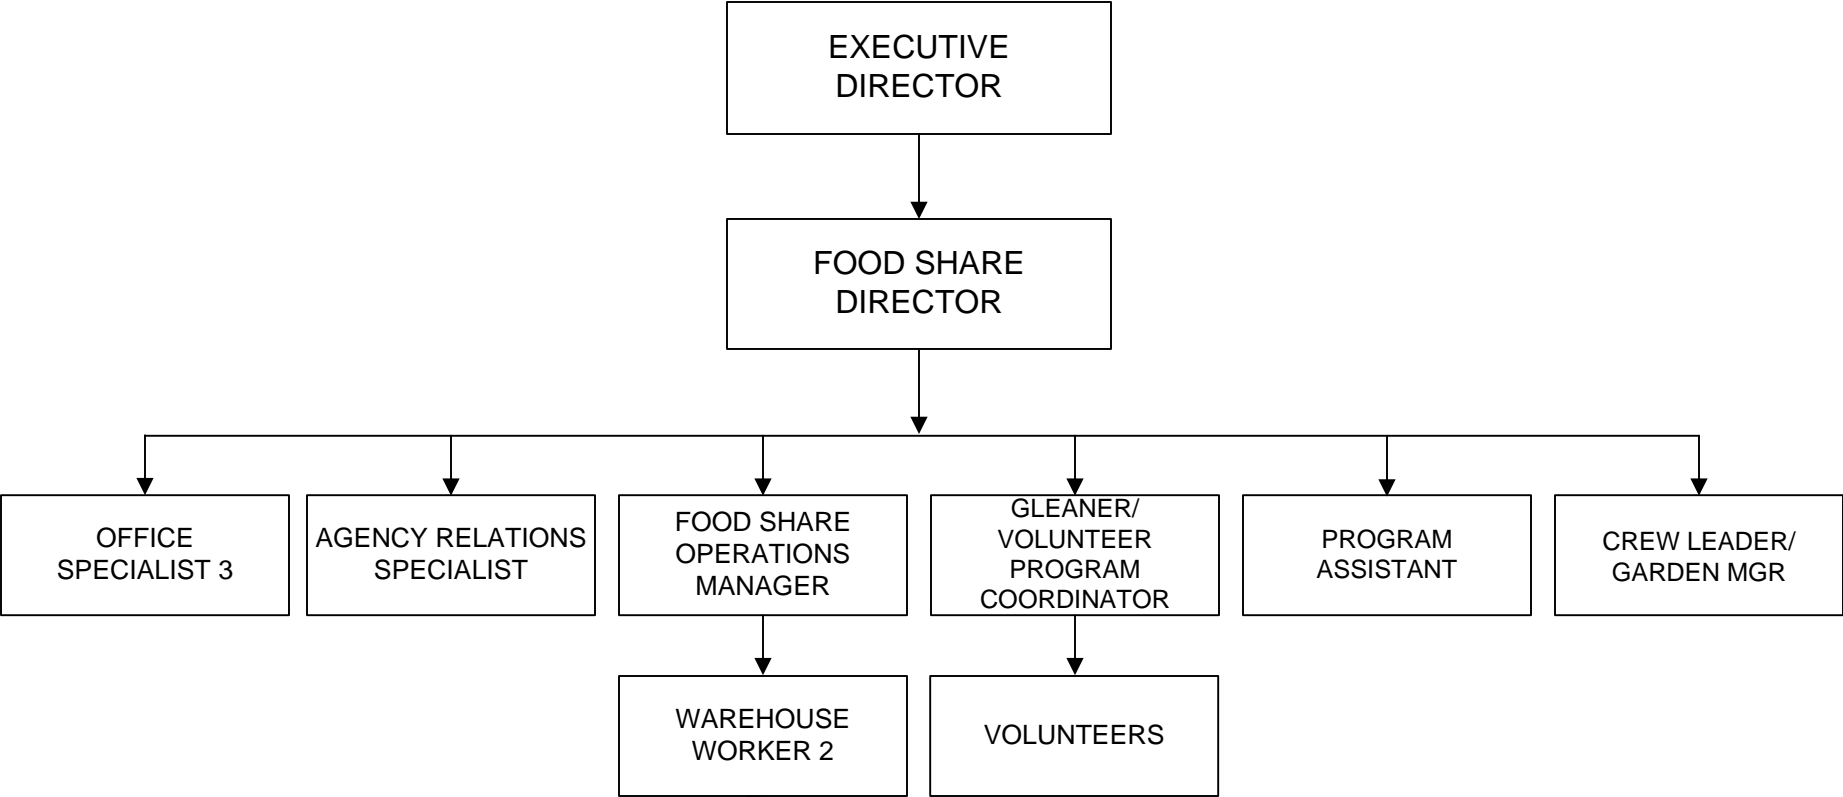 EXECUTIVE
DIRECTOR
FOOD SHARE
DIRECTOR
OFFICE
SPECIALIST 3
AGENCY RELATIONS
SPECIALIST
FOOD SHARE
OPERATIONS
MANAGER
GLEANER/
VOLUNTEER
PROGRAM
COORDINATOR
PROGRAM
ASSISTANT
CREW LEADER/
GARDEN MGR
WAREHOUSE
WORKER 2
VOLUNTEERS